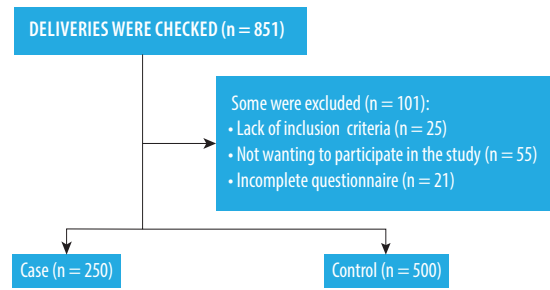 DELIVERIES WERE CHECKED (n = 851)
Some were excluded (n = 101):
• Lack of inclusion criteria (n = 25)
• Not wanting to participate in the study (n = 55)
• Incomplete questionnaire (n = 21)
Case (n = 250)
Control (n = 500)